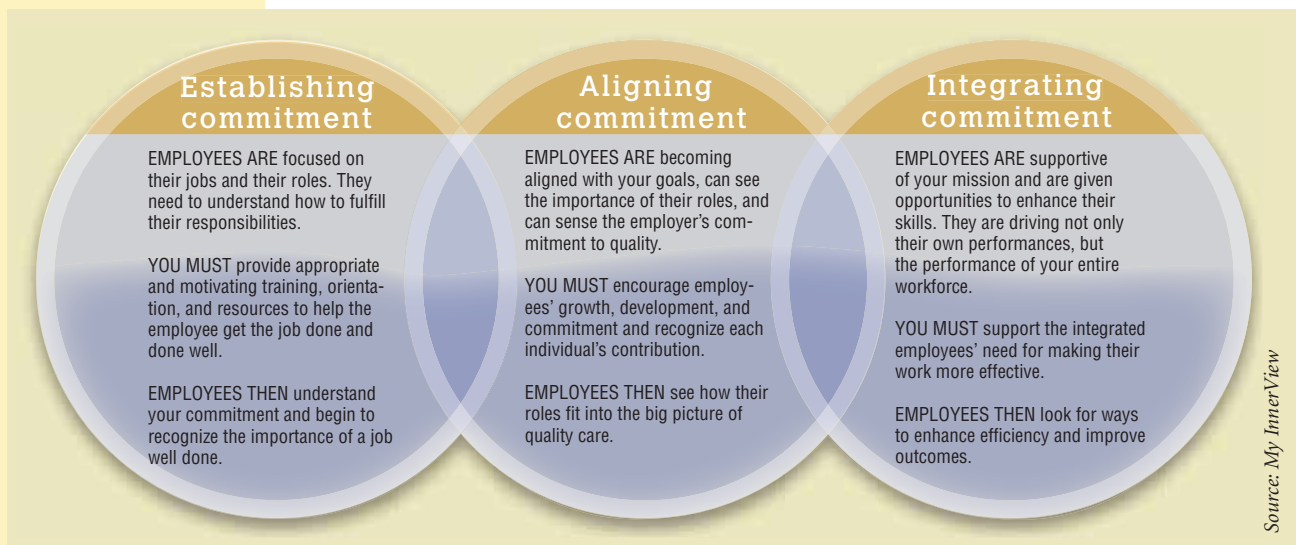 Establishing
commitment
EMPLOYEES ARE focused on
their jobs and their roles. They
need to understand how to fulfill
their responsibilities.
YOU MUST provide appropriate
and motivating training, orienta-
tion, and resources to help the
employee get the job done and
done well.
EMPLOYEES THEN understand
your commitment and begin to
recognize the importance of a job
well done.
Aligning
commitment
EMPLOYEES ARE becoming
aligned with your goals, can see
the importance of their roles, and
can sense the employer’s com-
mitment to quality.
YOU MUST encourage employ-
ees’ growth, development, and
commitment and recognize each
individual’s contribution.
EMPLOYEES THEN see how their
roles fit into the big picture of
quality care.
Integrating
commitment
EMPLOYEES ARE supportive
of your mission and are given
opportunities to enhance their
skills. They are driving not only
their own performances, but
the performance of your entire
workforce.
YOU MUST support the integrated
employees’ need for making their
work more effective.
EMPLOYEES THEN look for ways
to enhance efficiency and improve
outcomes.
Source: My InnerView